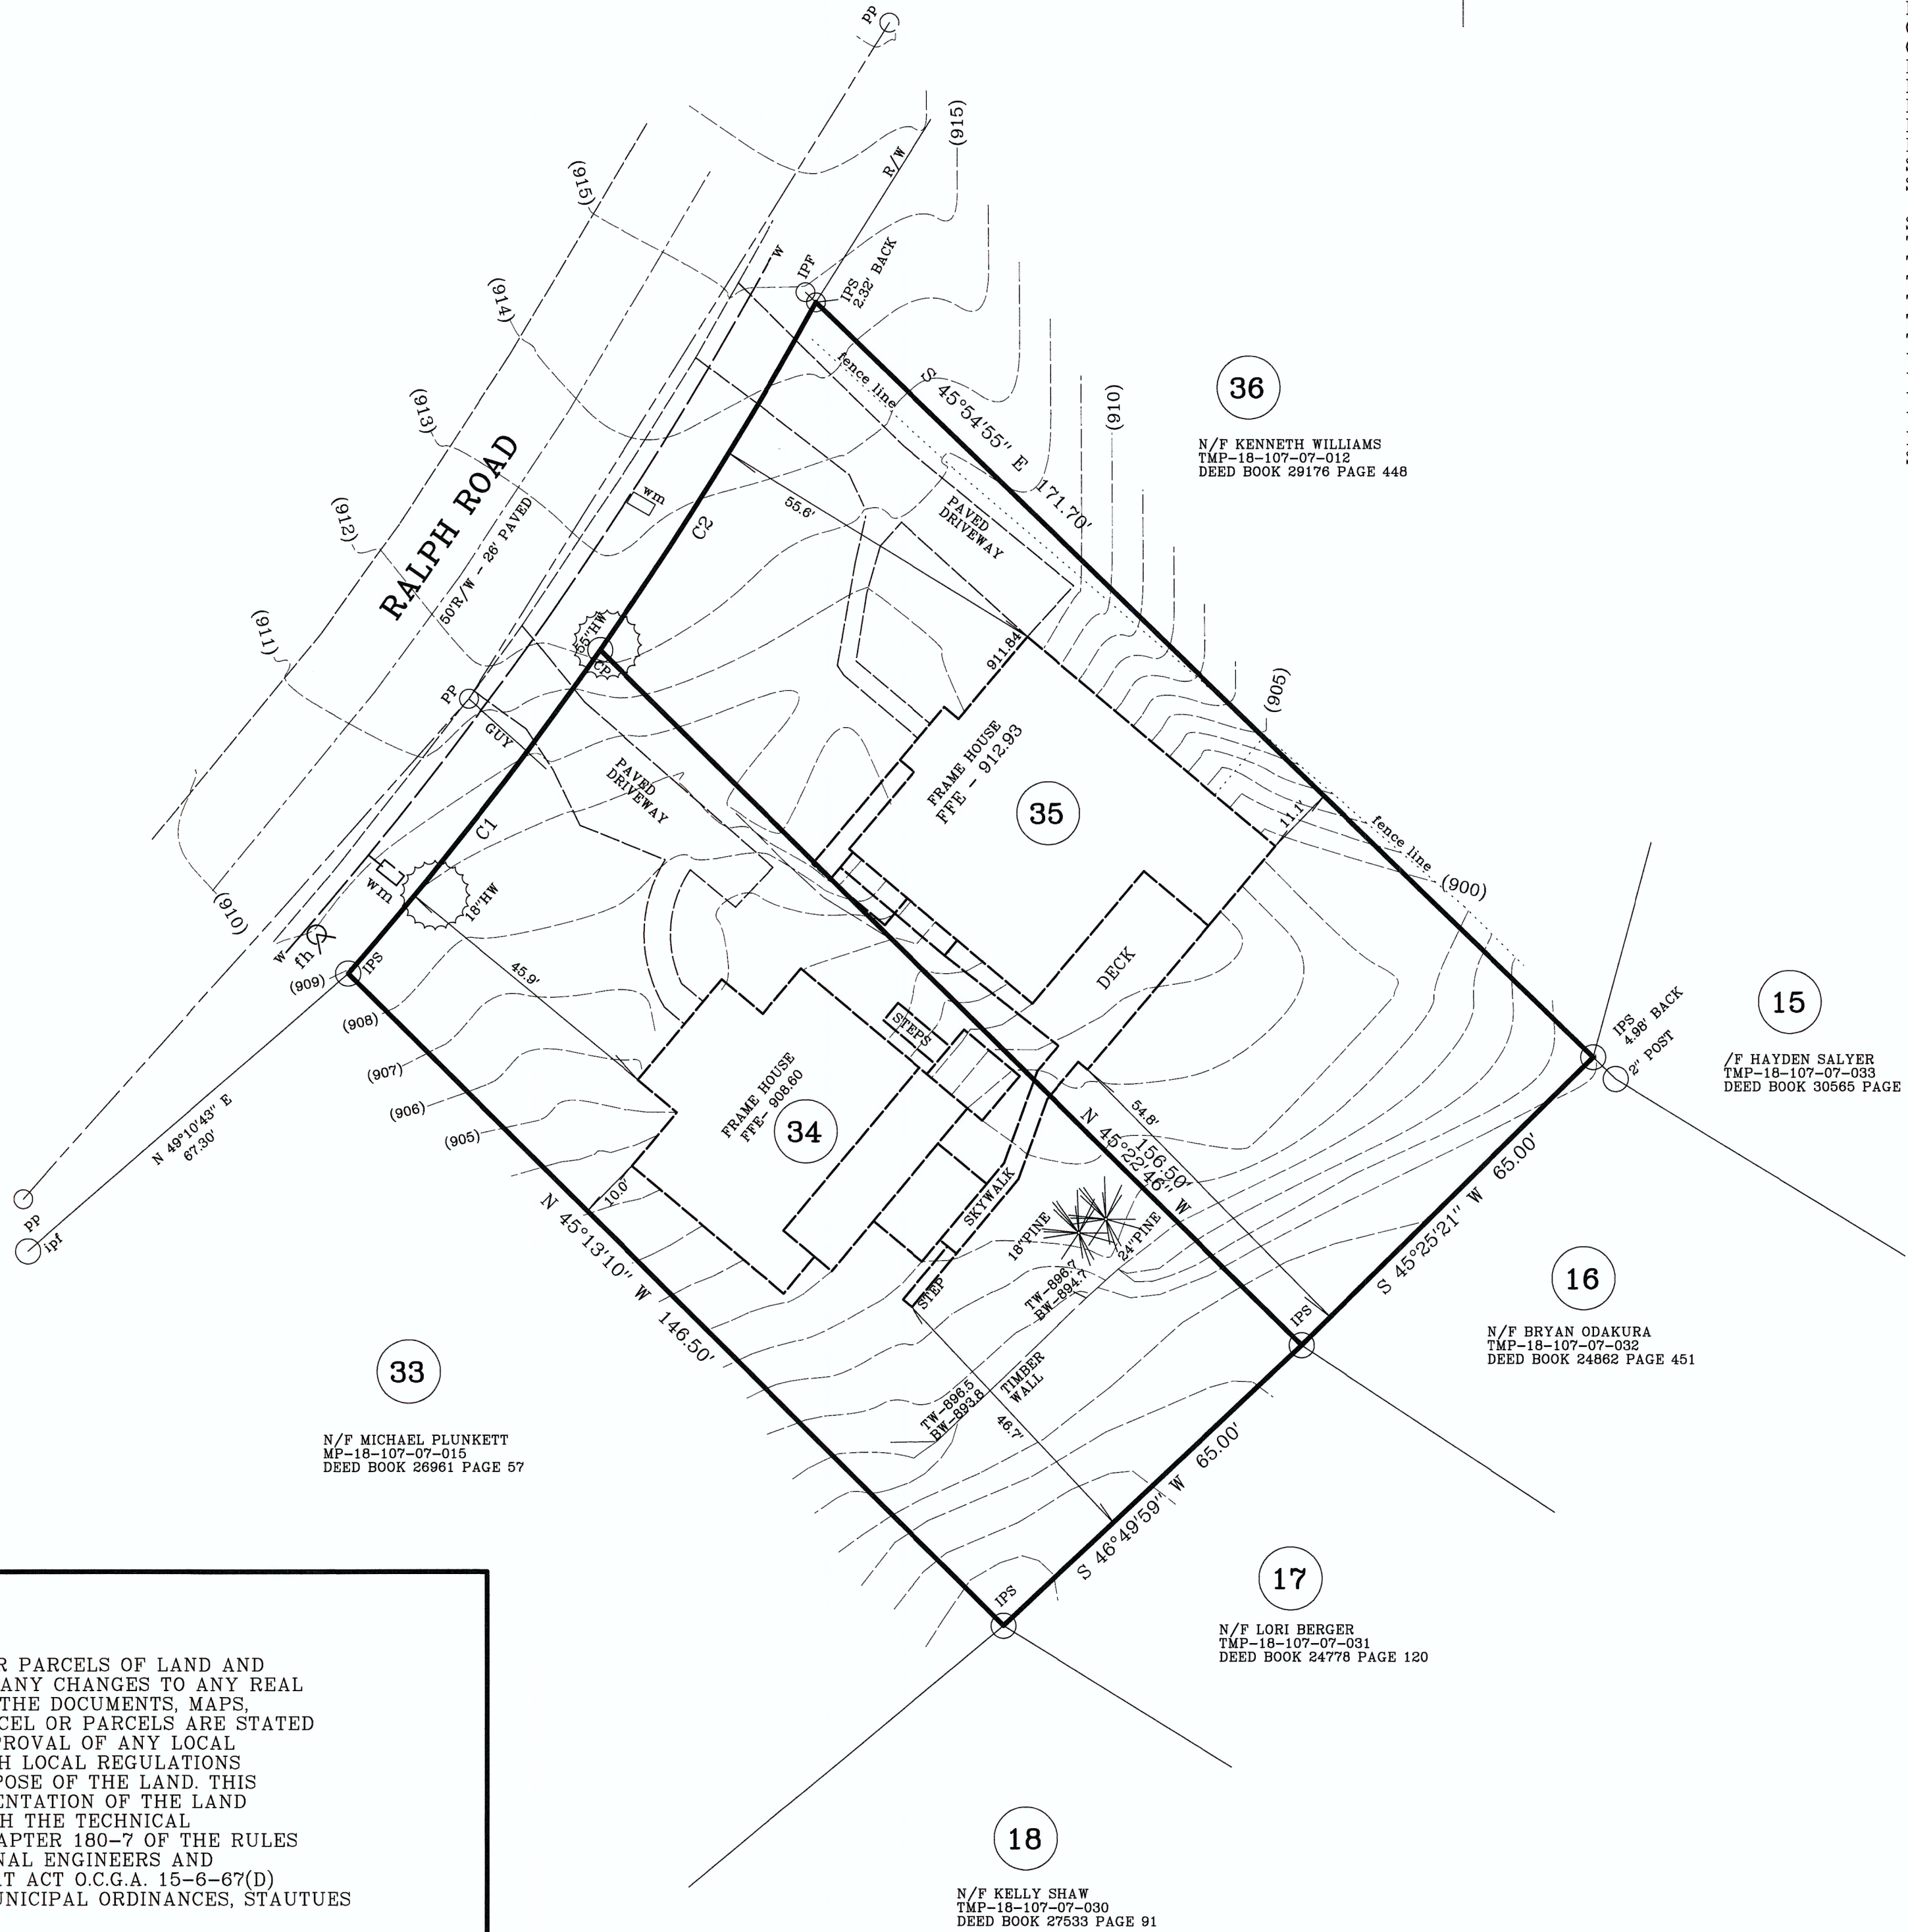 PP
(915)
R/W
(915)
W
IPF
IPS
2.32' BACK
(914)
fence line
S 45°54'55" E
171.70'
36
N/F KENNETH WILLIAMS
TMP-18-107-07-012
DEED BOOK 29176 PAGE 448
(913)
(910)
RALPH ROAD
50'R/W - 26' PAVED
wm
C2
55.6'
PAVED
DRIVEWAY
(912)
(911)
55"HW
CP
911.84
PP
GUY
(905)
PAVED
DRIVEWAY
FRAME HOUSE
FFE - 912.93
35
11.1'
fence line
(900)
C1
wm
18"HW
(910)
W
fh
IPS
(909)
45.9'
DECK
(908)
(907)
(906)
(905)
STEPS
15
/F HAYDEN SALYER
TMP-18-107-07-033
DEED BOOK 30565 PAGE
IPS
4.98' BACK
2" POST
FRAME HOUSE
FFE- 908.60
34
N 49°10'43" E
67.30'
PP
ipf
54.8'
N 45°22'46" W
156.50'
10.0'
SKYWALK
18"PINE
24"PINE
STEP
TW-896.7
BW-894.7
N 45°13'10" W
146.50'
S 45°25'21" W 65.00'
16
N/F BRYAN ODAKURA
TMP-18-107-07-032
DEED BOOK 24862 PAGE 451
IPS
33
N/F MICHAEL PLUNKETT
MP-18-107-07-015
DEED BOOK 26961 PAGE 57
TIMBER
WALL
TW-896.5
BW-893.8
46.7'
S 46°49'59" W 65.00'
IPS
17
N/F LORI BERGER
TMP-18-107-07-031
DEED BOOK 24778 PAGE 120
18
N/F KELLY SHAW
TMP-18-107-07-030
DEED BOOK 27533 PAGE 91
R PARCELS OF LAND AND
ANY CHANGES TO ANY REAL
THE DOCUMENTS, MAPS,
CEL OR PARCELS ARE STATED
PROVAL OF ANY LOCAL
H LOCAL REGULATIONS
POSE OF THE LAND. THIS
ENTATION OF THE LAND
H THE TECHNICAL
APTER 180-7 OF THE RULES
NAL ENGINEERS AND
AT ACT O.C.G.A. 15-6-67(D)
UNICIPAL ORDINANCES, STAUTUES